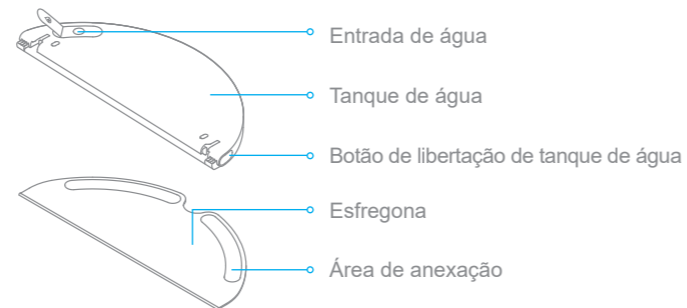 Entrada de água
Tanque de água
Botão de libertação de tanque de água
Esfregona
Área de anexação